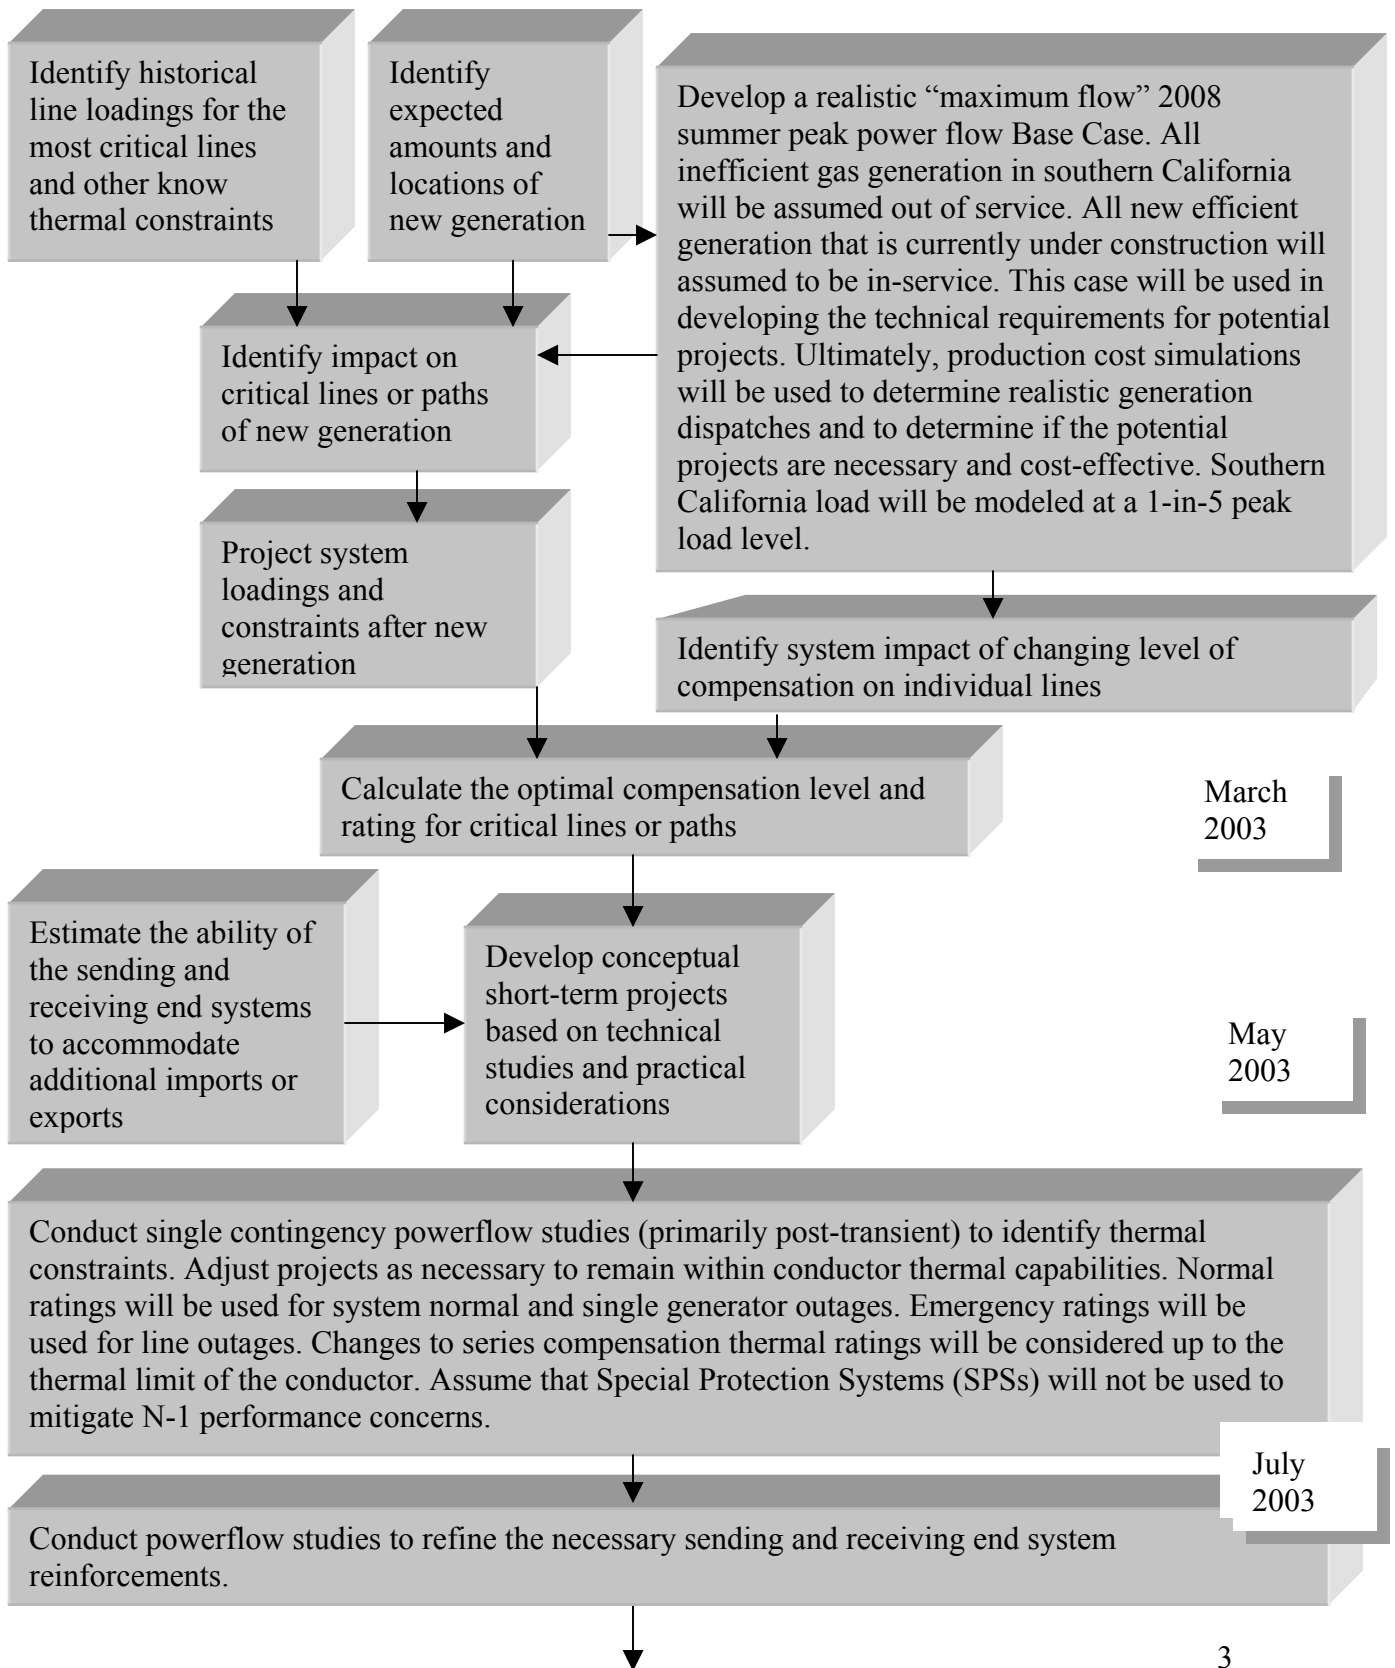 Identify historical
line loadings for the
most critical lines
and other know
thermal constraints
Identify
expected
amounts and
locations of
new generation
Develop a realistic “maximum flow” 2008
summer peak power flow Base Case. All
inefficient gas generation in southern California
will be assumed out of service. All new efficient
generation that is currently under construction will
assumed to be in-service. This case will be used in
developing the technical requirements for potential
projects. Ultimately, production cost simulations
will be used to determine realistic generation
dispatches and to determine if the potential
projects are necessary and cost-effective. Southern
California load will be modeled at a 1-in-5 peak
load level.
Identify impact on
critical lines or paths
of new generation
Project system
loadings and
constraints after new
generation
Identify system impact of changing level of
compensation on individual lines
Calculate the optimal compensation level and
rating for critical lines or paths
March
2003
Estimate the ability of
the sending and
receiving end systems
to accommodate
additional imports or
exports
Develop conceptual
short-term projects
based on technical
studies and practical
considerations
May
2003
Conduct single contingency powerflow studies (primarily post-transient) to identify thermal
constraints. Adjust projects as necessary to remain within conductor thermal capabilities. Normal
ratings will be used for system normal and single generator outages. Emergency ratings will be
used for line outages. Changes to series compensation thermal ratings will be considered up to the
thermal limit of the conductor. Assume that Special Protection Systems (SPSs) will not be used to
mitigate N-1 performance concerns.
July
2003
Conduct powerflow studies to refine the necessary sending and receiving end system
reinforcements.
3